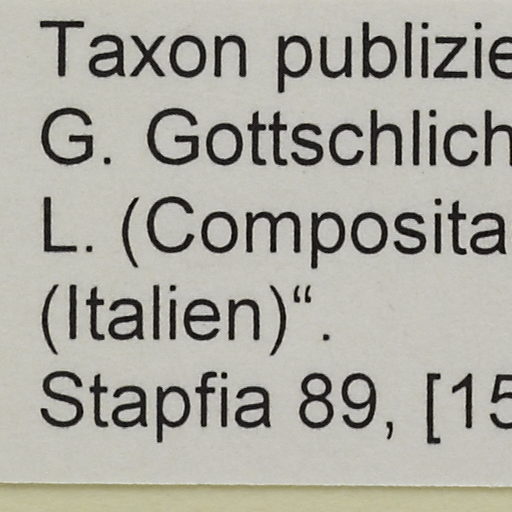 Taxon publizie
G. Gottschlich
L. (Composita
(Italien)“.
Stapfia 89, [15